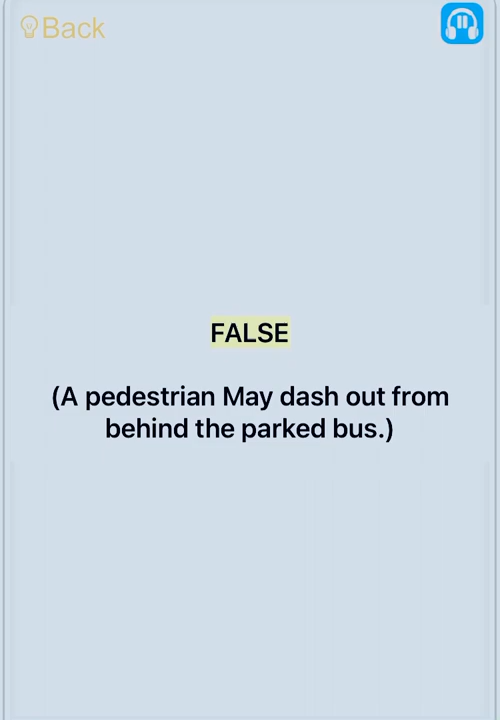 Back
FALSE
(A pedestrian May dash out from
behind the parked bus.)